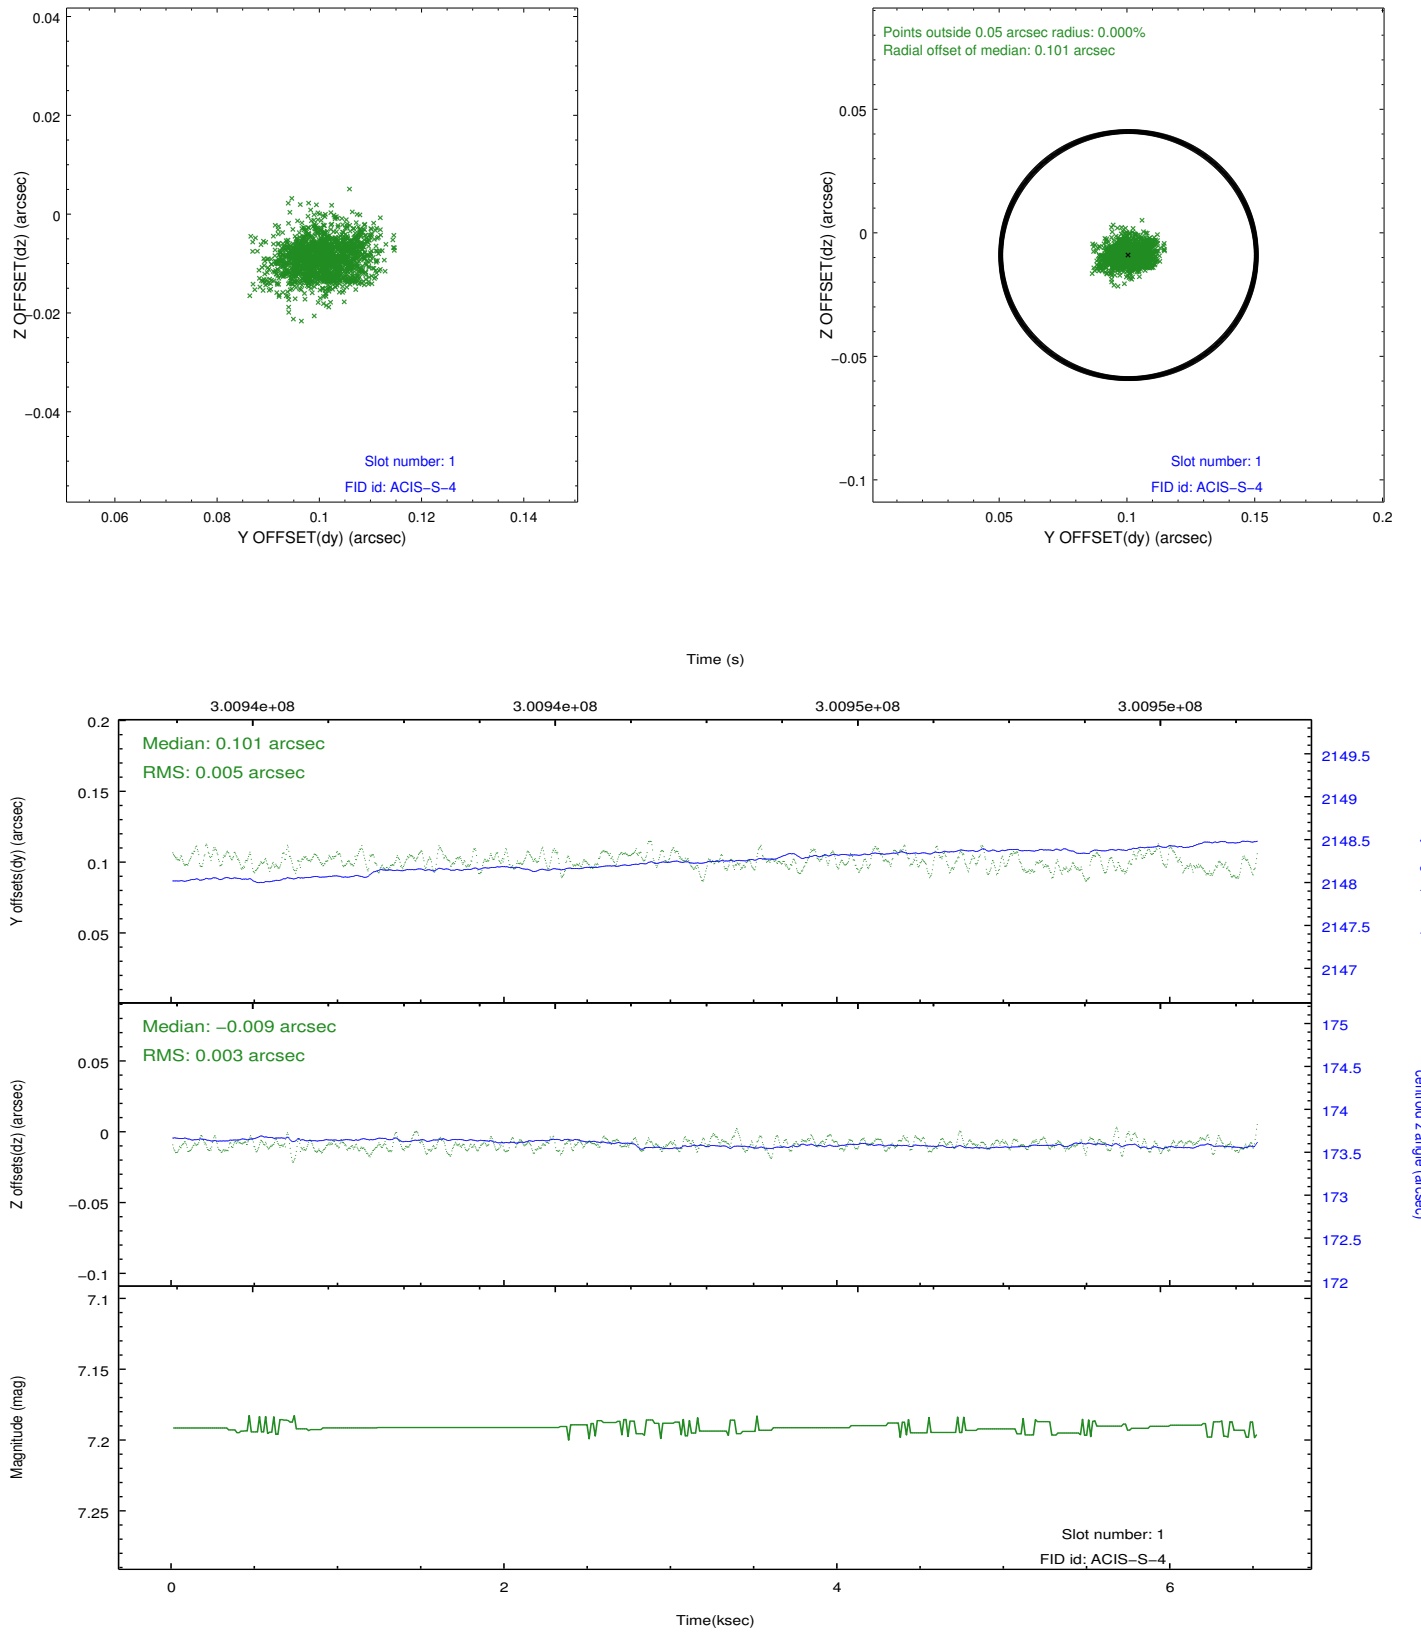 0.04
0.02
0
−0.02
−0.04
Z OFFSET(dz) (arcsec)
Slot number: 1
FID id: ACIS−S−4
0.06 0.08 0.1 0.12 0.14
Y OFFSET(dy) (arcsec)
Points outside 0.05 arcsec radius: 0.000%
Radial offset of median: 0.101 arcsec
0.05
0
−0.05
−0.1
Z OFFSET(dz) (arcsec)
Slot number: 1
FID id: ACIS−S−4
0.05 0.1 0.15 0.2
Y OFFSET(dy) (arcsec)
Time (s)
3.0094e+08 3.0094e+08 3.0095e+08 3.0095e+08
Median: 0.101 arcsec
RMS: 0.005 arcsec
0.2
0.15
0.1
0.05
Y offsets(dy) (arcsec)
2149.5
2149
2148.5
2148
2147.5
2147
Median: −0.009 arcsec
RMS: 0.003 arcsec
0.05
0
−0.05
−0.1
Z offsets(dz) (arcsec)
175
174.5
174
173.5
173
172.5
172
centroid z angle (arcsec)
7.1
7.15
7.2
7.25
Magnitude (mag)
Slot number: 1
FID id: ACIS−S−4
0 2 4 6
Time(ksec)